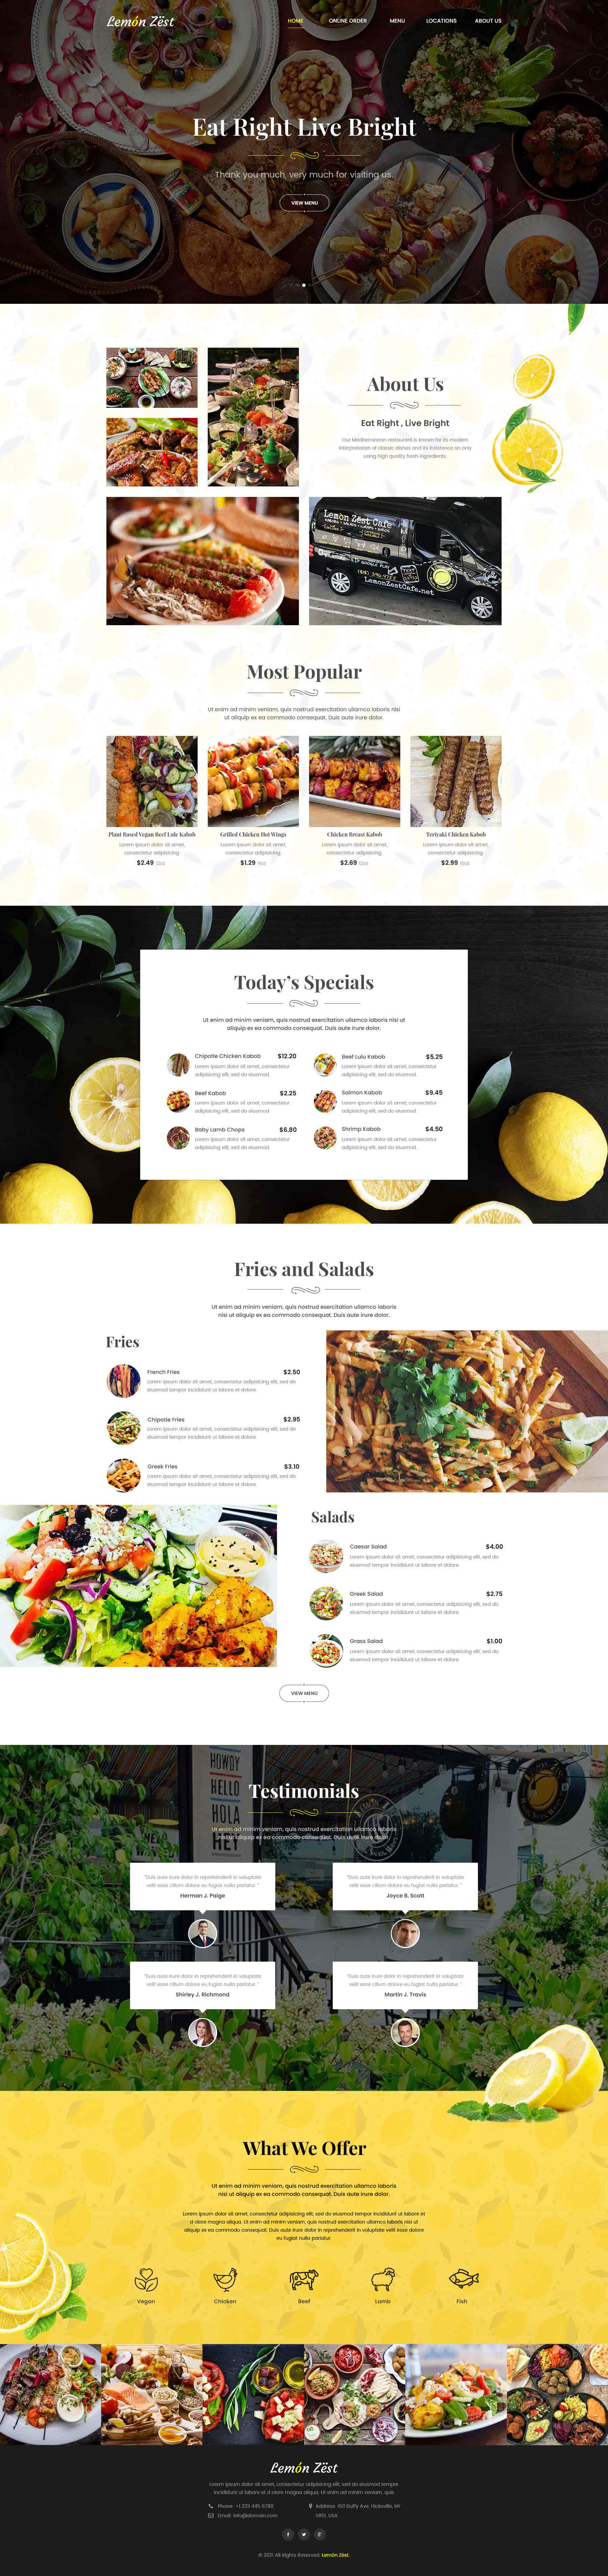 Lemón Zëst
HOME ONLINE ORDER MENU LOCATIONS ABOUT US
Eat Right Live Bright
Thank you much, very much for visiting us.
VIEW MENU
About Us
Eat Right , Live Bright
Our Mediterranean restaurant is known for its modern
interpretation of classic dishes and its insistence on only
using high quality fresh ingredients.
Lemon Zest Cafe
LemonZestCafe.net
Most Popular
Ut enim ad minim veniam, quis nostrud exercitation ullamco laboris nisi
ut aliquip ex ea commodo consequat. Duis aute irure dolor.
Plant Based Vegan Beef Lule Kabob
Lorem ipsum dolor sit amet,
consectetur adipisicing.
$2.49
Grilled Chicken Hot Wings
Lorem ipsum dolor sit amet,
consectetur adipisicing.
$1.29
Chicken Breast Kabob
Lorem ipsum dolor sit amet,
consectetur adipisicing.
$2.69
Teriyaki Chicken Kabob
Lorem ipsum dolor sit amet,
consectetur adipisicing.
$2.99
Today's Specials
Ut enim ad minim veniam, quis nostrud exercitation ullamco laboris nisi ut
aliquip ex ea commodo consequat. Duis aute irure dolor.
Chipotle Chicken Kabob $12.20
Lorem ipsum dolor sit amet, consectetur
adipisicing elit, sed do eiusmod
Beef Kabob $2.25
Lorem ipsum dolor sit amet, consectetur
adipisicing elit, sed do eiusmod
Baby Lamb Chops $6.80
Lorem ipsum dolor sit amet, consectetur
adipisicing elit, sed do eiusmod
Beef Lulu Kabob $5.25
Lorem ipsum dolor sit amet, consectetur
adipisicing elit, sed do eiusmod.
Salmon Kabob $9.45
Lorem ipsum dolor sit amet, consectetur
adipisicing elit, sed do eiusmod.
Shrimp Kabob $4.50
Lorem ipsum dolor sit amet, consectetur
adipisicing elit, sed do eiusmod.
Fries and Salads
Ut enim ad minim veniam, quis nostrud exercitation ullamco laboris
nisi ut aliquip ex ea commodo consequat. Duis aute irure dolor.
Fries
French Fries $2.50
Lorem ipsum dolor sit amet, consectetur adipisicing elit, sed do
eiusmod tempor incididunt ut labore et dolore.
Chipotle Fries $2.95
Lorem ipsum dolor sit amet, consectetur adipisicing elit, sed do
eiusmod tempor incididunt ut labore et dolore.
Greek Fries $3.10
Lorem ipsum dolor sit amet, consectetur adipisicing elit, sed do
eiusmod tempor incididunt ut labore et dolore.
Salads
Caesar Salad $4.00
Lorem ipsum dolor sit amet, consectetur adipisicing elit, sed do
eiusmod tempor incididunt ut labore et dolore.
Greek Salad $2.75
Lorem ipsum dolor sit amet, consectetur adipisicing elit, sed do
eiusmod tempor incididunt ut labore et dolore.
Grass Salad $1.00
Lorem ipsum dolor sit amet, consectetur adipisicing elit, sed do
eiusmod tempor incididunt ut labore et dolore.
VIEW MENU
HOWDY
HELLO
HOLA
HEY
Testimonials
Ut enim ad minim veniam, quis nostrud exercitation ullamco laboris
nisi ut aliquip ex ea commodo consequat. Duis aute irure dolor.
"Duis aute irure dolor in reprehenderit in voluptate
velit esse cillum dolore eu fugiat nulla pariatur. "
Herman J. Paige
"Duis aute irure dolor in reprehenderit in voluptate
velit esse cillum dolore eu fugiat nulla pariatur. "
Joyce B. Scott
"Duis aute irure dolor in reprehenderit in voluptate
velit esse cillum dolore eu fugiat nulla pariatur. "
Shirley J. Richmond
"Duis aute irure dolor in reprehenderit in voluptate
velit esse cillum dolore eu fugiat nulla pariatur. "
Martin J. Travis
What We Offer
Ut enim ad minim veniam, quis nostrud exercitation ullamco laboris
nisi ut aliquip ex ea commodo consequat. Duis aute irure dolor.
Lorem ipsum dolor sit amet, consectetur adipisicing elit, sed do eiusmod tempor incididunt ut labore et
d olore magna aliqua. Ut enim ad minim veniam, quis nostrud exercitation ullamco laboris nisi ut
aliquip ex ea commodo consequat. Duis aute irure dolor in reprehenderit in voluptate velit esse dolore
eu fugiat nulla pariatur.
Vegan Chicken Beef Lamb Fish
Lemón Zëst
Lorem ipsum dolor sit amet, consectetur adipisicing elit, sed do eiusmod tempor
incididunt ut labore et d olore magna aliqua. Ut enim ad minim veniam, quis
Phone: +1 223 445 6789
Email: info@domain.com
Address: 610 Duffy Ave, Hicksville, NY
11801, USA
© 2021 All Rights Reserved. Lemón Zëst.